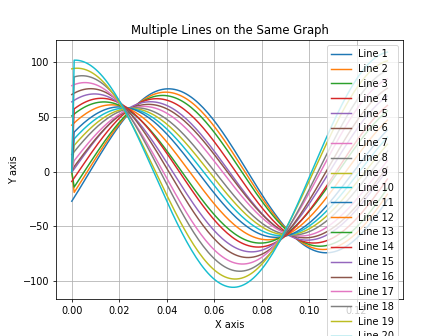 Multiple Lines on the Same Graph
Y axis
100
50
0
−50
−100
0.00
0.02
0.04
0.06
0.08
0.10
X axis
Line 1
Line 2
Line 3
Line 4
Line 5
Line 6
Line 7
Line 8
Line 9
Line 10
Line 11
Line 12
Line 13
Line 14
Line 15
Line 16
Line 17
Line 18
Line 19
Line 20